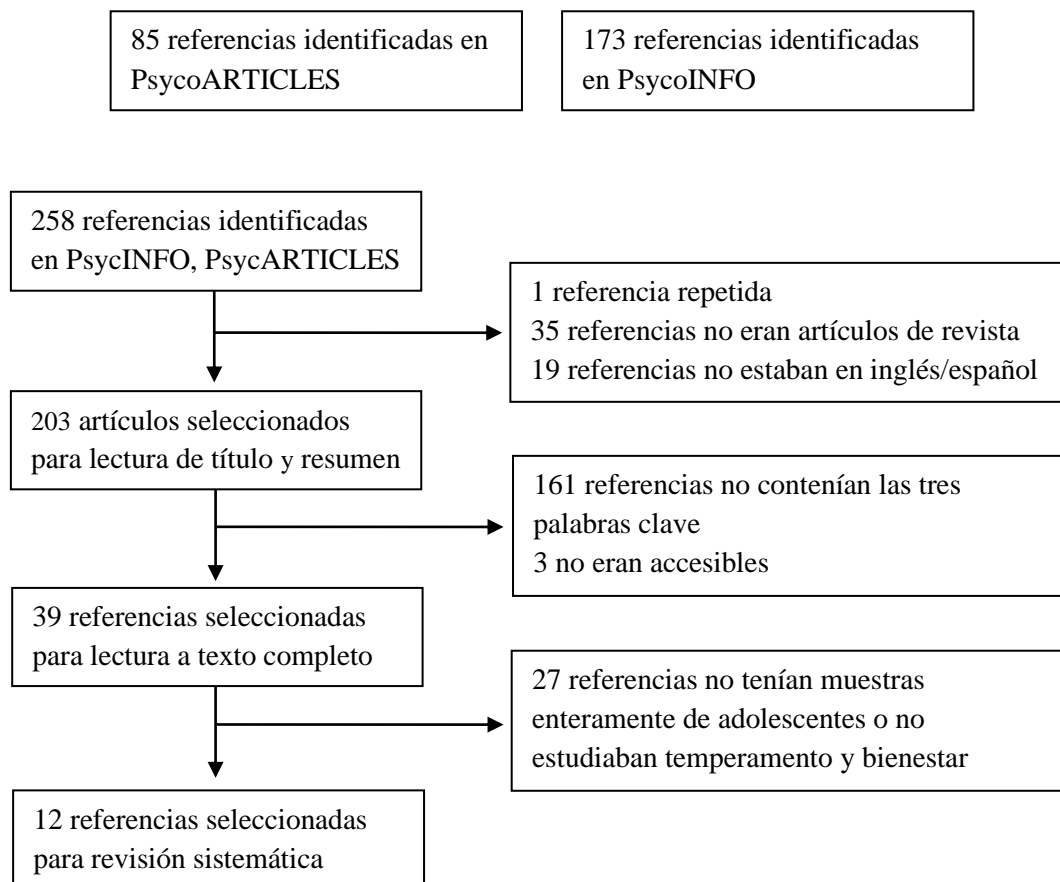 85 referencias identificadas en
PsycoARTICLES
173 referencias identificadas
en PsycoINFO
258 referencias identificadas
en PsycINFO, PsycARTICLES
1 referencia repetida
35 referencias no eran artículos de revista
19 referencias no estaban en inglés/español
203 artículos seleccionados
para lectura de título y resumen
161 referencias no contenían las tres
palabras clave
3 no eran accesibles
39 referencias seleccionadas
para lectura a texto completo
27 referencias no tenían muestras
enteramente de adolescentes o no
estudiaban temperamento y bienestar
12 referencias seleccionadas
para revisión sistemática